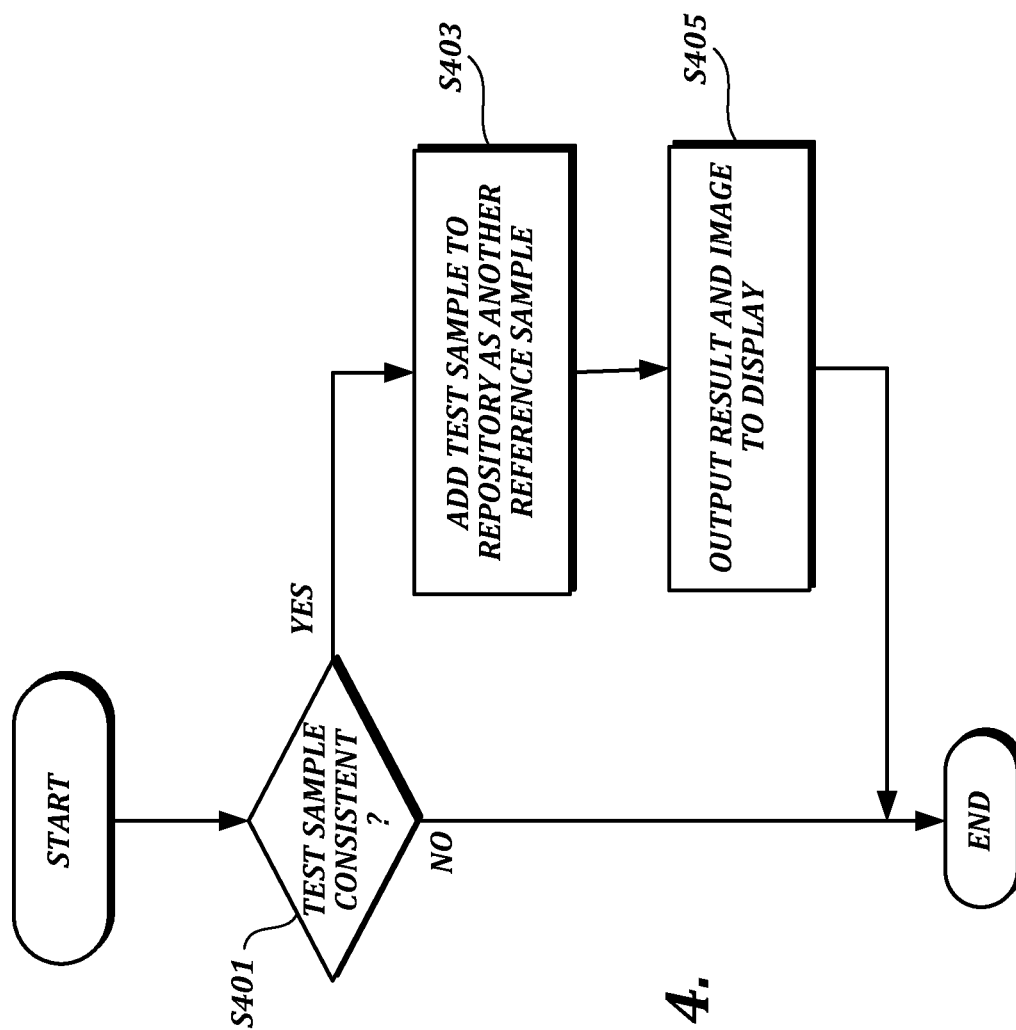 START
S401
TEST SAMPLE
CONSISTENT
?
YES
NO
S403
ADD TEST SAMPLE TO
REPOSITORY AS ANOTHER
REFERENCE SAMPLE
S405
OUTPUT RESULT AND IMAGE
TO DISPLAY
END
4.